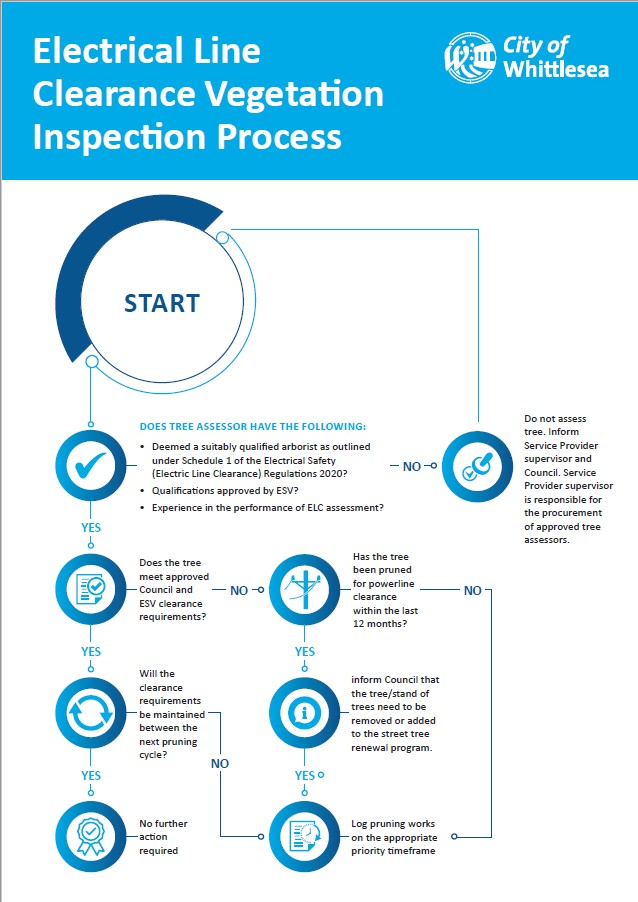 Electrical Line
Clearance Vegetation
Inspection Process
City of
Whittlesea
START
DOES TREE ASSESSOR HAVE THE FOLLOWING:
• Deemed a suitably qualified arborist as outlined
under Schedule 1 of the Electrical Safety
(Electric Line Clearance) Regulations 2020?
• Qualifications approved by ESV?
• Experience in the performance of ELC assessment?
NO
Do not assess
tree. Inform
Service Provider
supervisor and
Council. Service
Provider supervisor
is responsible for
the procurement
of approved tree
assessors.
YES
Does the tree
meet approved
Council and
ESV clearance
requirements?
NO
Has the tree
been pruned
for powerline
clearance
within the last
12 months?
NO
YES
YES
Will the
clearance
requirements
be maintained
between the
next pruning
cycle?
NO
inform Council that
the tree/stand of
trees need to be
removed or added
to the street tree
renewal program.
YES
YES
No further
action
required
Log pruning works
on the appropriate
priority timeframe